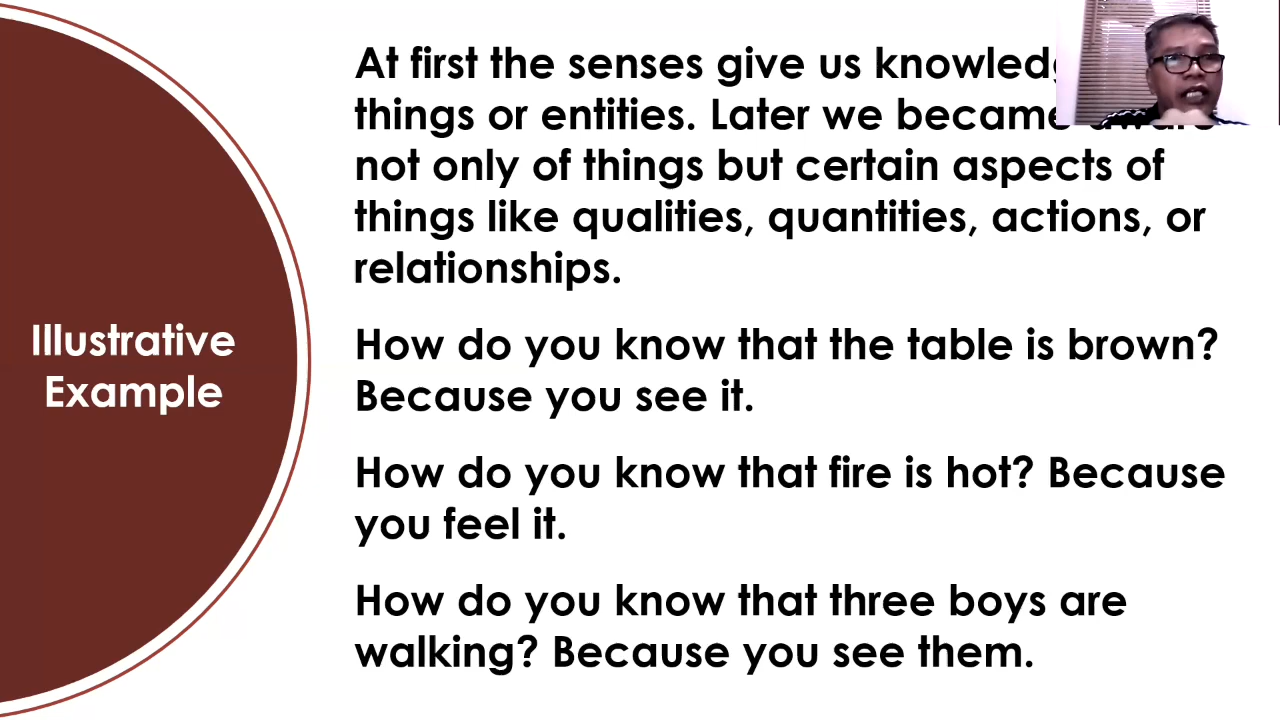 Illustrative
Example
At first the senses give us
things or entities. Later we became
not only of things but certain aspects of
things like qualities, quantities, actions, or
relationships.
How do you know that the table is brown?
Because you see it.
How do you know that fire is hot? Because
you feel it.
How do you know that three boys are
walking? Because you see them.